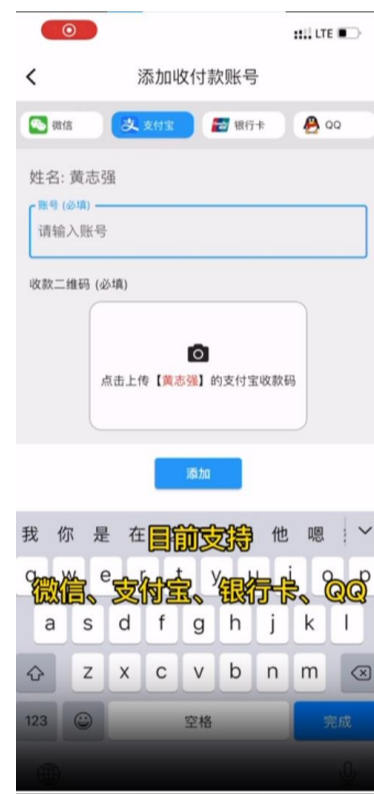 LTE
添加收付款账号
微信 支付宝 银行卡 QQ
姓名: 黄志强
账号 (必填)
请输入账号
收款二维码 (必填)
点击上传【黄志强】的支付宝收款码
添加
我 你 是 在 目前支持 他 嗯
q w e r t y u i o p
微信、支付宝、银行卡、QQ
a s d f g h j k l
z x c v b n m
123 空格 完成